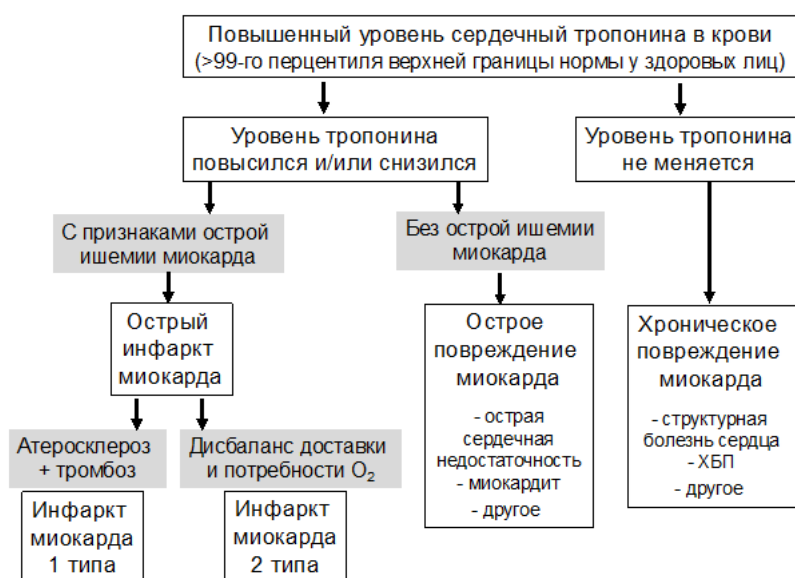 Повышенный уровень сердечный тропонина в крови
(>99-го перцентиля верхней границы нормы у здоровых лиц)
Уровень тропонина
повысился и/или снизился
Уровень тропонина
не меняется
С признаками острой
ишемии миокарда
Без острой ишемии
миокарда
Острый
инфаркт
миокарда
Острое
повреждение
миокарда
- острая
сердечная
недостаточность
- миокардит
- другое
Хроническое
повреждение
миокарда
- структурная
болезнь сердца
- ХБП
- другое
Атеросклероз
+ тромбоз
Дисбаланс доставки
и потребности O₂
Инфаркт
миокарда
1 типа
Инфаркт
миокарда
2 типа